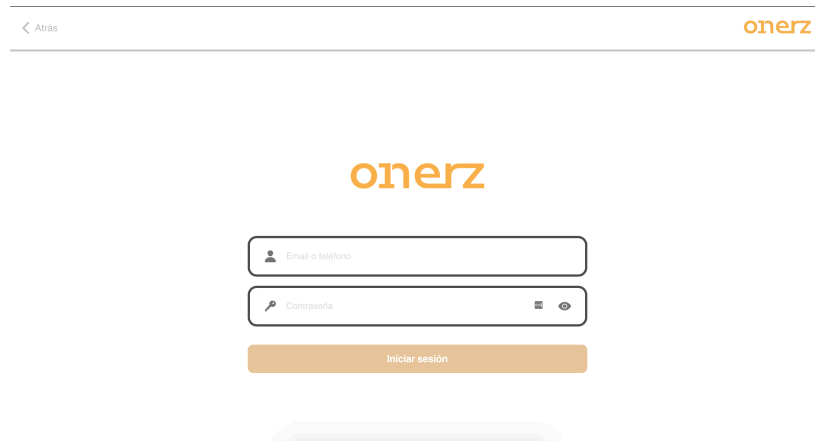 Atrás
onerz
onerz
Email o teléfono
Contraseña
Iniciar sesión